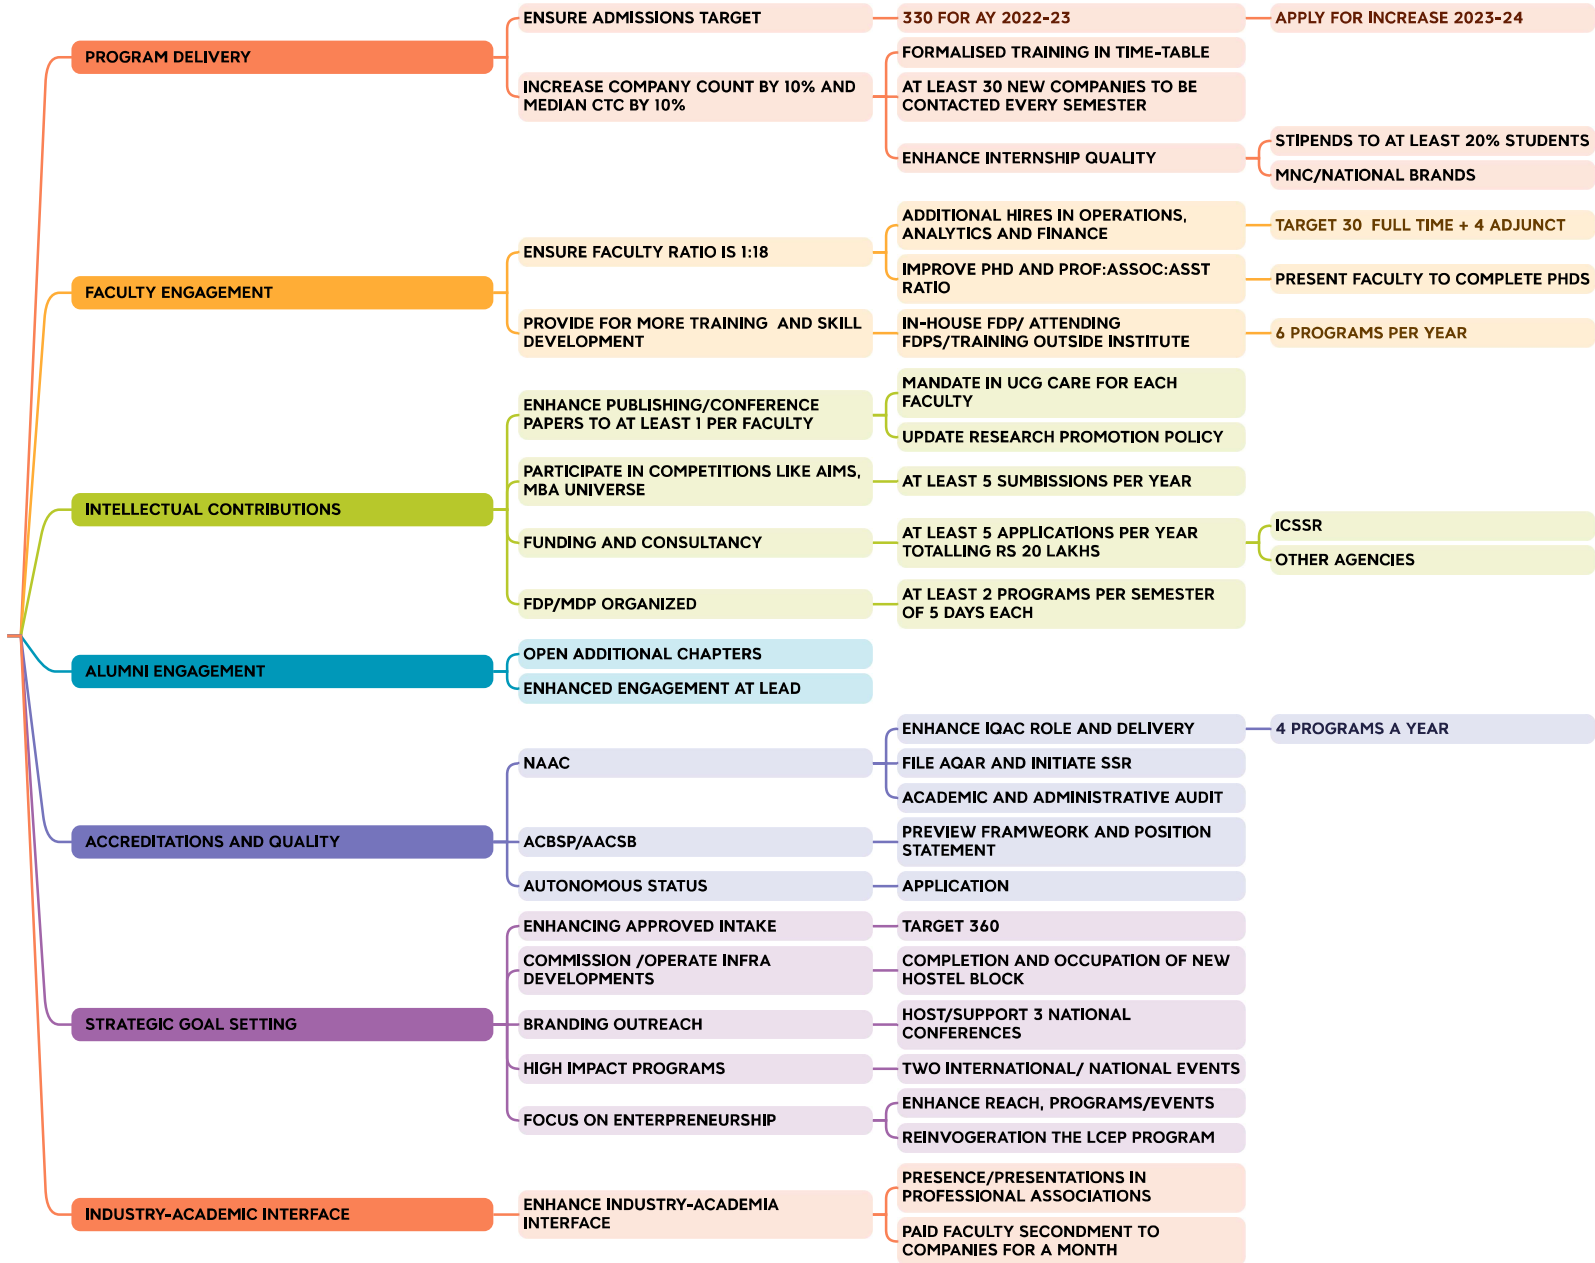 PROGRAM DELIVERY
ENSURE ADMISSIONS TARGET
330 FOR AY 2022-23
APPLY FOR INCREASE 2023-24
INCREASE COMPANY COUNT BY 10% AND
MEDIAN CTC BY 10%
FORMALISED TRAINING IN TIME-TABLE
AT LEAST 30 NEW COMPANIES TO BE
CONTACTED EVERY SEMESTER
ENHANCE INTERNSHIP QUALITY
STIPENDS TO AT LEAST 20% STUDENTS
MNC/NATIONAL BRANDS
FACULTY ENGAGEMENT
ENSURE FACULTY RATIO IS 1:18
ADDITIONAL HIRES IN OPERATIONS,
ANALYTICS AND FINANCE
TARGET 30 FULL TIME + 4 ADJUNCT
IMPROVE PHD AND PROF:ASSOC:ASST
RATIO
PRESENT FACULTY TO COMPLETE PHDS
PROVIDE FOR MORE TRAINING AND SKILL
DEVELOPMENT
IN-HOUSE FDP/ ATTENDING
FDPS/TRAINING OUTSIDE INSTITUTE
6 PROGRAMS PER YEAR
INTELLECTUAL CONTRIBUTIONS
ENHANCE PUBLISHING/CONFERENCE
PAPERS TO AT LEAST 1 PER FACULTY
MANDATE IN UCG CARE FOR EACH
FACULTY
UPDATE RESEARCH PROMOTION POLICY
PARTICIPATE IN COMPETITIONS LIKE AIMS,
MBA UNIVERSE
AT LEAST 5 SUMBISSIONS PER YEAR
FUNDING AND CONSULTANCY
AT LEAST 5 APPLICATIONS PER YEAR
TOTALLING RS 20 LAKHS
ICSSR
OTHER AGENCIES
FDP/MDP ORGANIZED
AT LEAST 2 PROGRAMS PER SEMESTER
OF 5 DAYS EACH
ALUMNI ENGAGEMENT
OPEN ADDITIONAL CHAPTERS
ENHANCED ENGAGEMENT AT LEAD
ACCREDITATIONS AND QUALITY
NAAC
ENHANCE IQAC ROLE AND DELIVERY
4 PROGRAMS A YEAR
FILE AQAR AND INITIATE SSR
ACADEMIC AND ADMINISTRATIVE AUDIT
ACBSP/AACSB
PREVIEW FRAMWEORK AND POSITION
STATEMENT
AUTONOMOUS STATUS
APPLICATION
STRATEGIC GOAL SETTING
ENHANCING APPROVED INTAKE
TARGET 360
COMMISSION /OPERATE INFRA
DEVELOPMENTS
COMPLETION AND OCCUPATION OF NEW
HOSTEL BLOCK
BRANDING OUTREACH
HOST/SUPPORT 3 NATIONAL
CONFERENCES
HIGH IMPACT PROGRAMS
TWO INTERNATIONAL/ NATIONAL EVENTS
FOCUS ON ENTERPRENEURSHIP
ENHANCE REACH, PROGRAMS/EVENTS
REINVOGERATION THE LCEP PROGRAM
INDUSTRY-ACADEMIC INTERFACE
ENHANCE INDUSTRY-ACADEMIA
INTERFACE
PRESENCE/PRESENTATIONS IN
PROFESSIONAL ASSOCIATIONS
PAID FACULTY SECONDMENT TO
COMPANIES FOR A MONTH